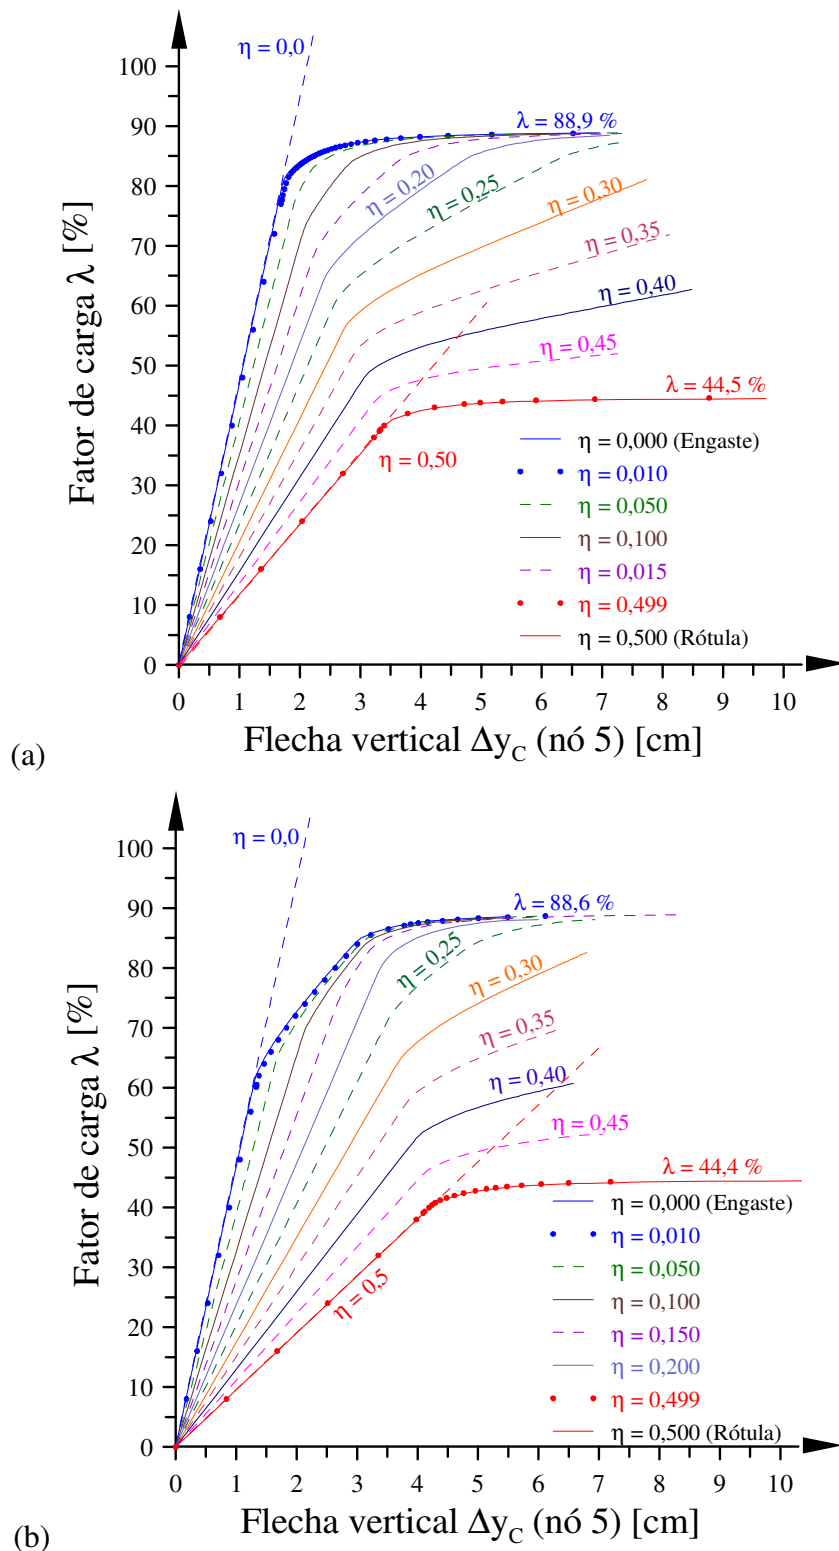 η = 0,0
100
90
80
70
60
50
40
30
20
10
0
Fator de carga λ [%]
λ = 88,9 %
η = 0,20
η = 0,25
η = 0,30
η = 0,35
η = 0,40
η = 0,45
λ = 44,5 %
η = 0,50
η = 0,000 (Engaste)
η = 0,010
η = 0,050
η = 0,100
η = 0,015
η = 0,499
η = 0,500 (Rótula)
0 1 2 3 4 5 6 7 8 9 10
Flecha vertical Δy_C (nó 5) [cm]
(a)
η = 0,0
100
90
80
70
60
50
40
30
20
10
0
Fator de carga λ [%]
λ = 88,6 %
η = 0,25
η = 0,30
η = 0,35
η = 0,40
η = 0,45
λ = 44,4 %
η = 0,5
η = 0,000 (Engaste)
η = 0,010
η = 0,050
η = 0,100
η = 0,150
η = 0,200
η = 0,499
η = 0,500 (Rótula)
0 1 2 3 4 5 6 7 8 9 10
Flecha vertical Δy_C (nó 5) [cm]
(b)